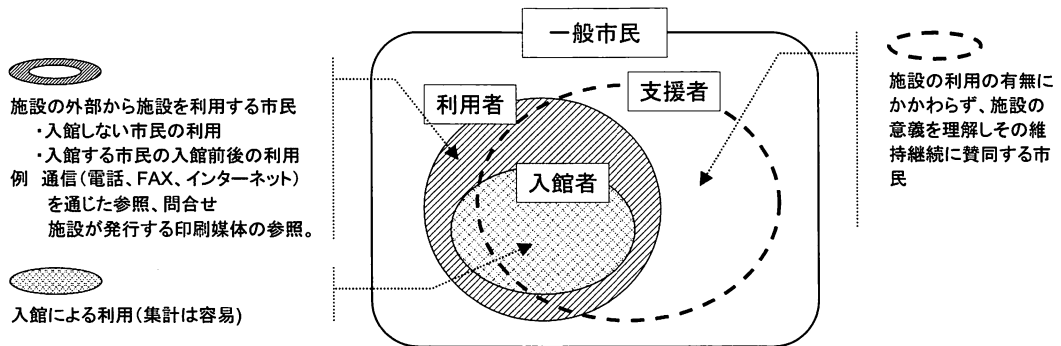 一般市民
利用者
支援者
入館者
施設の外部から施設を利用する市民
・入館しない市民の利用
・入館する市民の入館前後の利用
例 通信(電話、FAX、インターネット)
を通じた参照、問合せ
施設が発行する印刷媒体の参照。
入館による利用(集計は容易)
施設の利用の有無に
かかわらず、施設の
意義を理解しその維
持継続に賛同する市
民